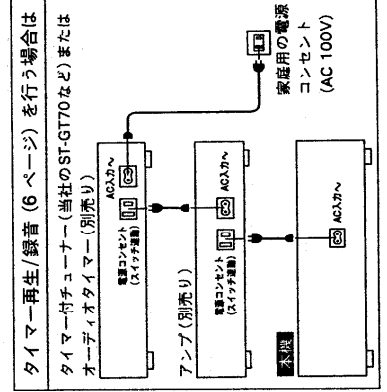 タイマー再生/録音（6 ページ）を行う場合は
タイマー付チューナー(当社のST-GT70など)または
オーディオタイマー(別売り)
AC入力～
電源コンセント
(スイッチ連動)
家庭用の電源
コンセント
(AC 100V)
アンプ(別売り)
AC入力～
電源コンセント
(スイッチ連動)
本機
AC入力～